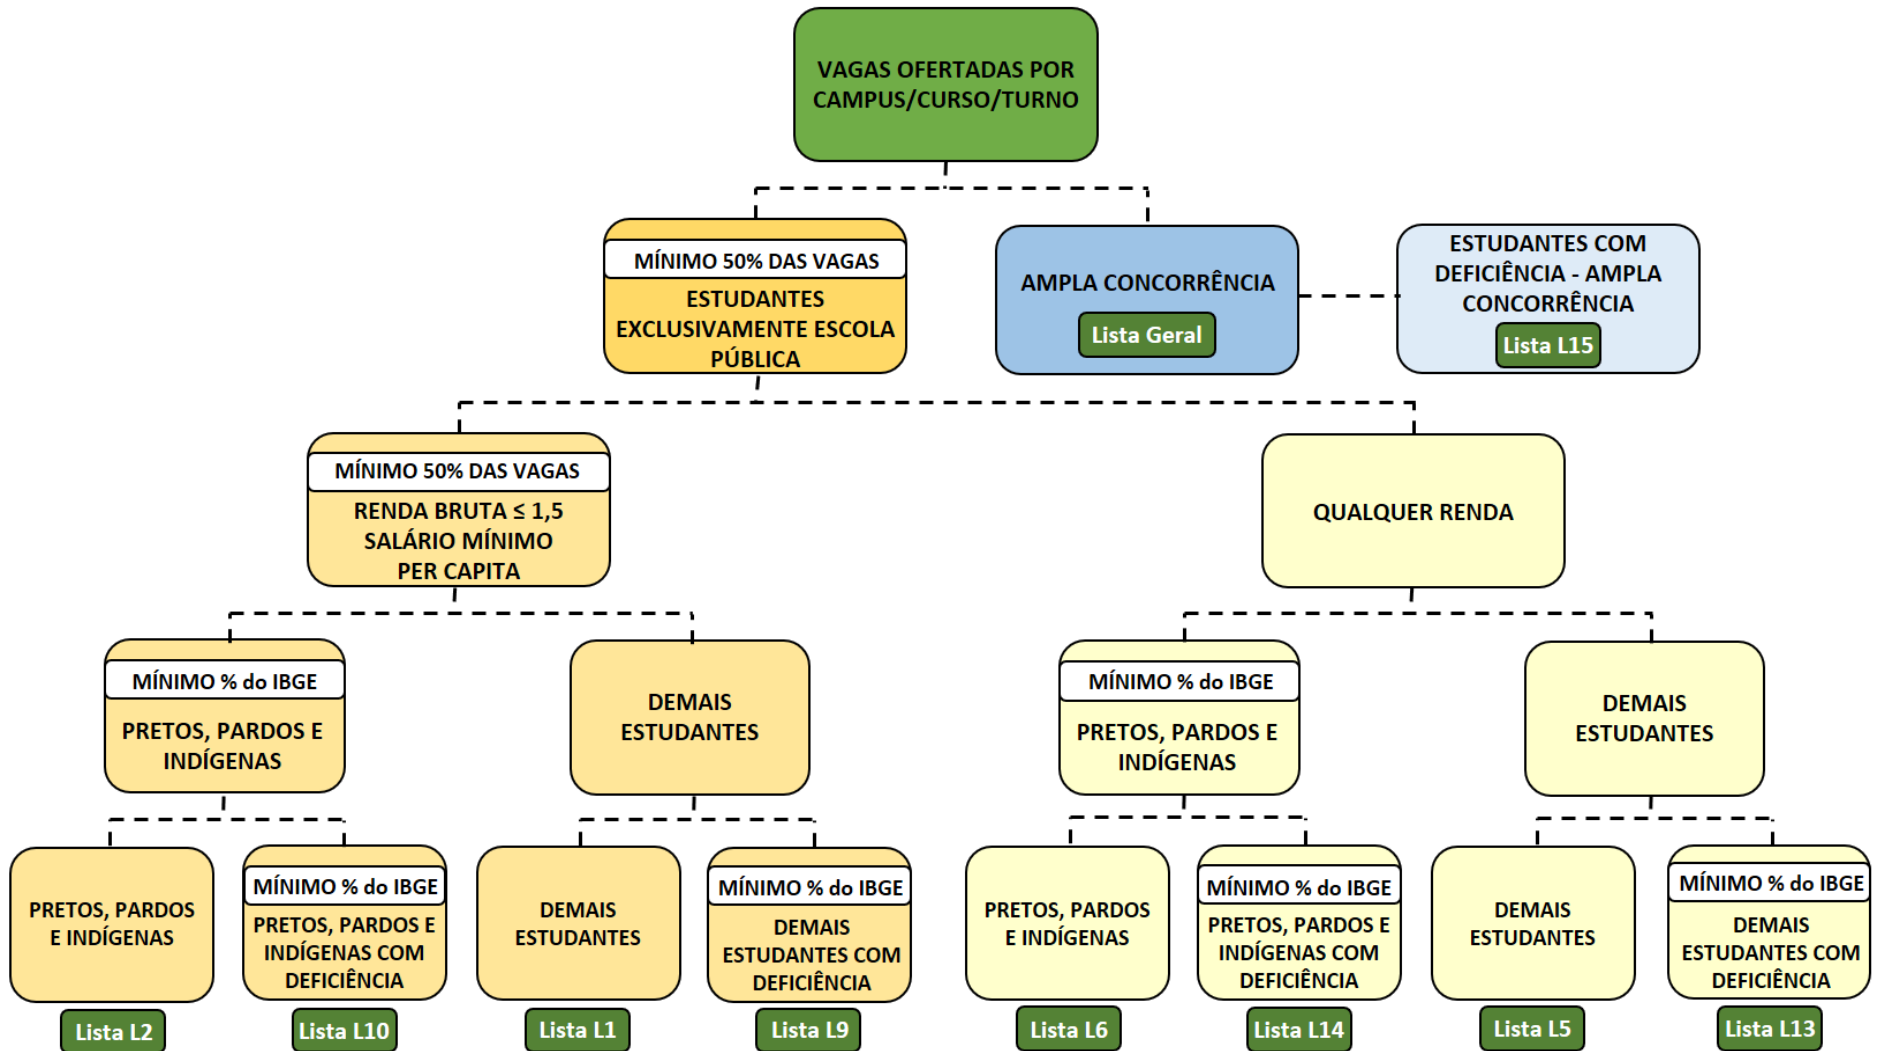 VAGAS OFERTADAS POR
CAMPUS/CURSO/TURNO
MÍNIMO 50% DAS VAGAS
ESTUDANTES
EXCLUSIVAMENTE ESCOLA
PÚBLICA
AMPLA CONCORRÊNCIA
Lista Geral
ESTUDANTES COM
DEFICIÊNCIA - AMPLA
CONCORRÊNCIA
Lista L15
MÍNIMO 50% DAS VAGAS
RENDA BRUTA ≤ 1,5
SALÁRIO MÍNIMO
PER CAPITA
QUALQUER RENDA
MÍNIMO % do IBGE
PRETOS, PARDOS E
INDÍGENAS
DEMAIS
ESTUDANTES
MÍNIMO % do IBGE
PRETOS, PARDOS E
INDÍGENAS
DEMAIS
ESTUDANTES
PRETOS, PARDOS
E INDÍGENAS
Lista L2
MÍNIMO % do IBGE
PRETOS, PARDOS E
INDÍGENAS COM
DEFICIÊNCIA
Lista L10
DEMAIS
ESTUDANTES
Lista L1
MÍNIMO % do IBGE
DEMAIS
ESTUDANTES COM
DEFICIÊNCIA
Lista L9
PRETOS, PARDOS
E INDÍGENAS
Lista L6
MÍNIMO % do IBGE
PRETOS, PARDOS E
INDÍGENAS COM
DEFICIÊNCIA
Lista L14
DEMAIS
ESTUDANTES
Lista L5
MÍNIMO % do IBGE
DEMAIS
ESTUDANTES COM
DEFICIÊNCIA
Lista L13